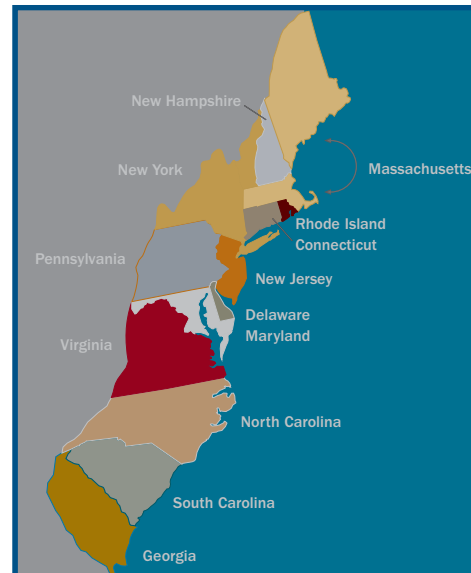 New Hampshire
New York
Massachusetts
Rhode Island
Connecticut
Pennsylvania
New Jersey
Delaware
Maryland
Virginia
North Carolina
South Carolina
Georgia